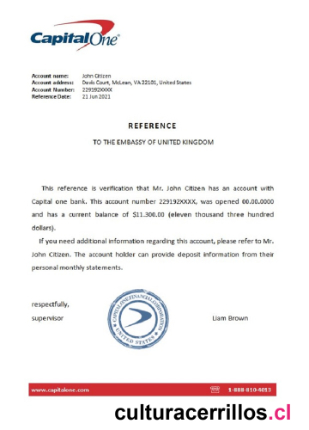 Capital One
Account name: John Citizen
Account address: Davis Court, McLean, VA 22101, United States
Account Number: 229192XXXX
Reference Date: 21 Jun 2021
REFERENCE
TO THE EMBASSY OF UNITED KINGDOM
This reference is verification that Mr. John Citizen has an account with
Capital one bank. This account number 229192XXXX, was opened 00.00.0000
and has a current balance of $11,300.00 (eleven thousand three hundred
dollars).
If you need additional information regarding this account, please refer to Mr.
John Citizen. The account holder can provide deposit information from their
personal monthly statements.
respectfully,
supervisor
Liam Brown
CAPITAL ONE FINANCIAL CORPORATION
UNITED STATES
www.capitalone.com
culturacerrillos.cl